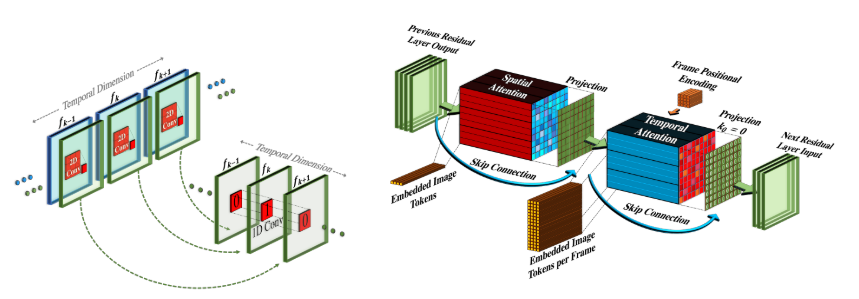 Temporal Dimension
f_{k-1}
f_k
f_{k+1}
2D
Conv
2D
Conv
2D
Conv
Temporal Dimension
f_{k-1}
f_k
f_{k+1}
0
1
0
1D Conv
Previous Residual
Layer Output
Spatial
Attention
Projection
Embedded Image
Tokens
Skip Connection
Frame Positional
Encoding
Temporal
Attention
Projection
k_0 = 0
Embedded Image
Tokens per Frame
Skip Connection
Next Residual
Layer Input